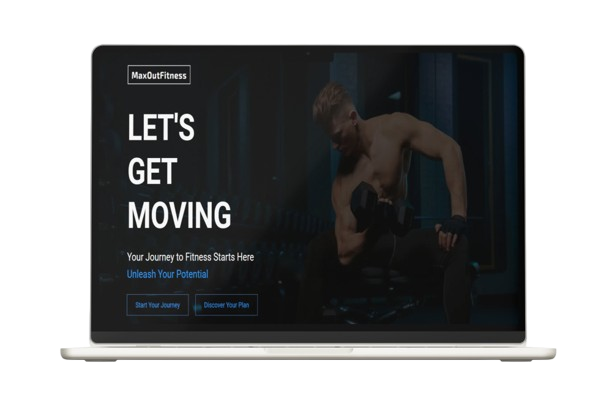 MaxOutFitness
LET'S
GET
MOVING
Your Journey to Fitness Starts Here
Unleash Your Potential
Start Your Journey
Discover Your Plan